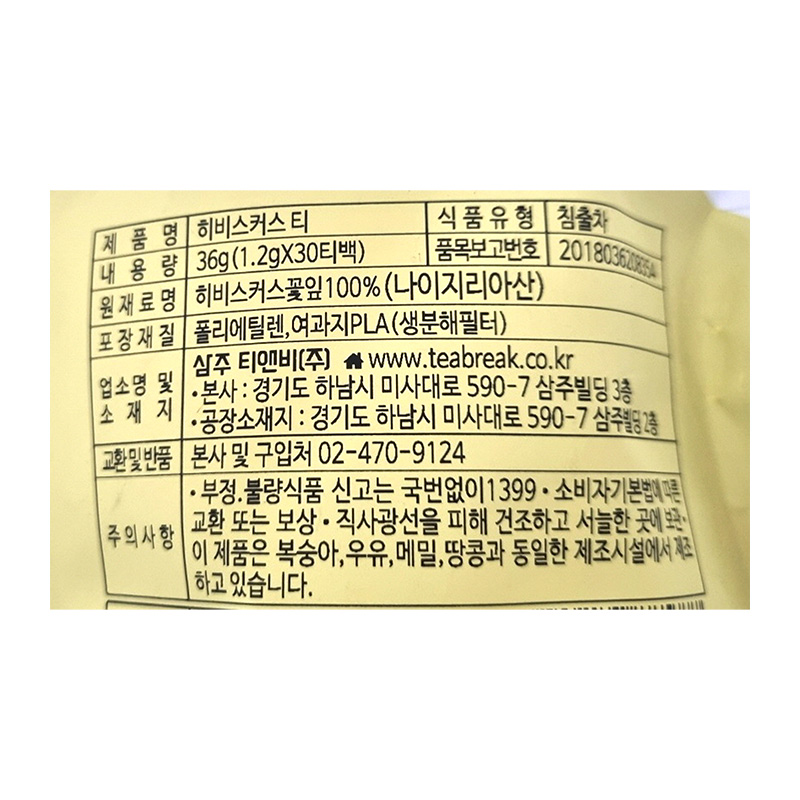 제품명 히비스커스 티 식품유형 침출차
내용량 36g(1.2gX30티백) 품목보고번호 2018036208354
원재료명 히비스커스꽃잎100%(나이지리아산)
포장재질 폴리에틸렌,여과지PLA(생분해필터)
업소명 및 소재지 삼주 티앤비(주) www.teabreak.co.kr
•본사 : 경기도 하남시 미사대로 590-7 삼주빌딩 3층
•공장소재지 : 경기도 하남시 미사대로 590-7 삼주빌딩 2층
교환및반품 본사 및 구입처 02-470-9124
주의사항 •부정.불량식품 신고는 국번없이1399 •소비자기본법에 따른
교환 또는 보상 •직사광선을 피해 건조하고 서늘한 곳에 보관•
이 제품은 복숭아,우유,메밀,땅콩과 동일한 제조시설에서 제조
하고 있습니다.